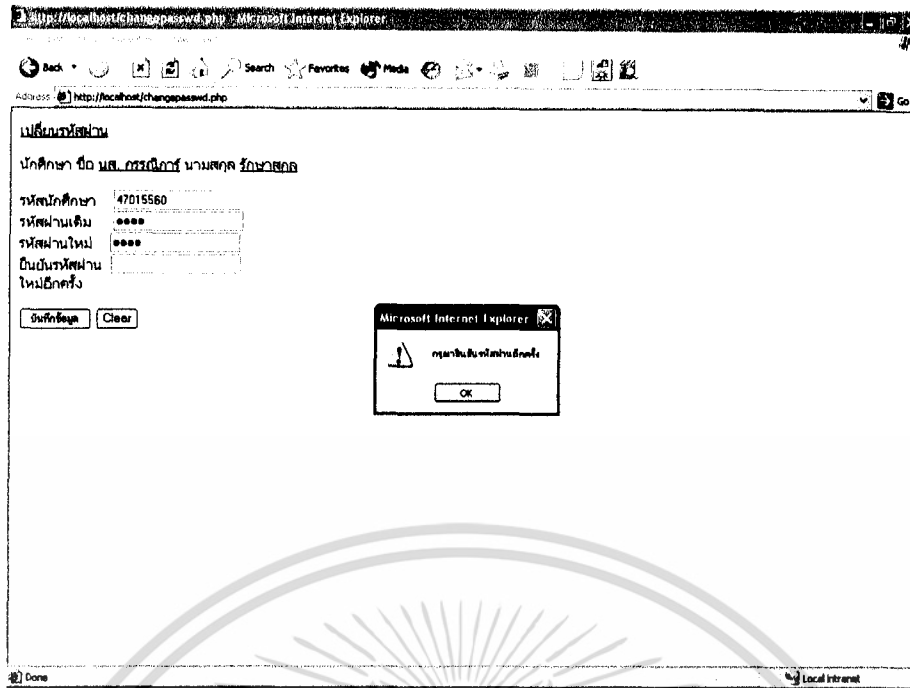 http://localhost/changepasswd.php - Microsoft Internet Explorer
Back Search Favorites Media
Address http://localhost/changepasswd.php Go
เปลี่ยนรหัสผ่าน
นักศึกษา ชื่อ นส. กรรณิการ์ นามสกุล รักษาสกุล
รหัสนักศึกษา 47015560
รหัสผ่านเดิม ●●●●
รหัสผ่านใหม่ ●●●●
ยืนยันรหัสผ่าน
ใหม่อีกครั้ง
บันทึกข้อมูล Clear
Microsoft Internet Explorer
กรุณายืนยันรหัสผ่านอีกครั้ง
OK
Done Local intranet